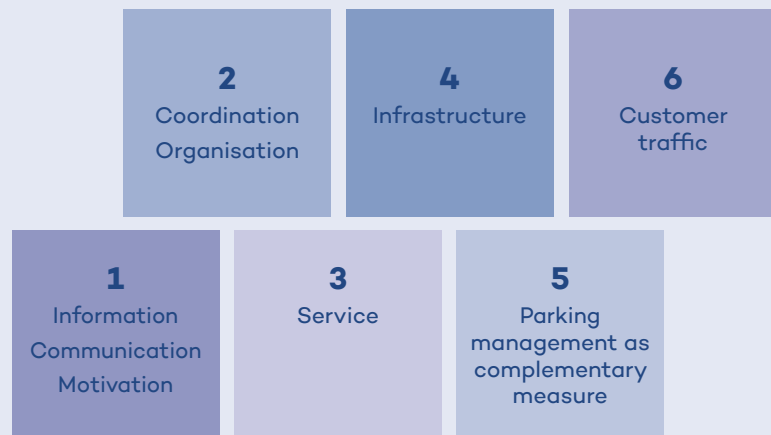 2
Coordination
Organisation
4
Infrastructure
6
Customer
traffic
1
Information
Communication
Motivation
3
Service
5
Parking
management as
complementary
measure